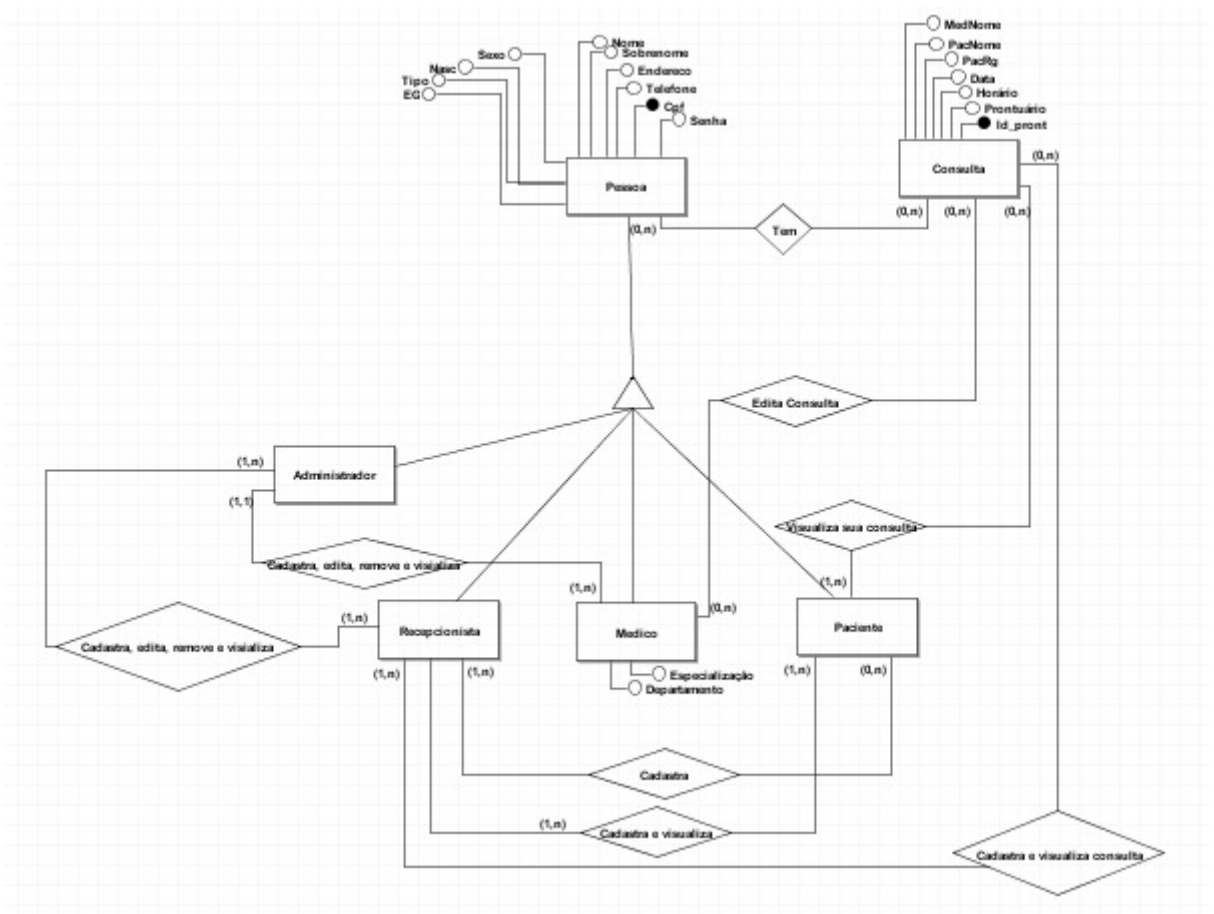 MedNome
PacNome
PacRg
Data
Horário
Prontuário
Id_pront
Nome
Sobrenome
Sexo
Endereco
Nasc
Telefone
Tipo
EG
Cpf
Senha
(0,n)
Consulta
Pessoa
(0,n)
(0,n)
(0,n)
(0,n)
Tem
Edita Consulta
(1,n)
Administrador
(1,1)
Visualiza sua consulta
Cadastra, edita, remove e visializa
(1,n)
(1,n)
(0,n)
(1,n)
Recepcionista
Medico
Paciente
Cadastra, edita, remove e visializa
(1,n)
(1,n)
Especialização
Departamento
(1,n)
(0,n)
Cadastra
(1,n)
Cadastra e visualiza
Cadastra e visualiza consulta